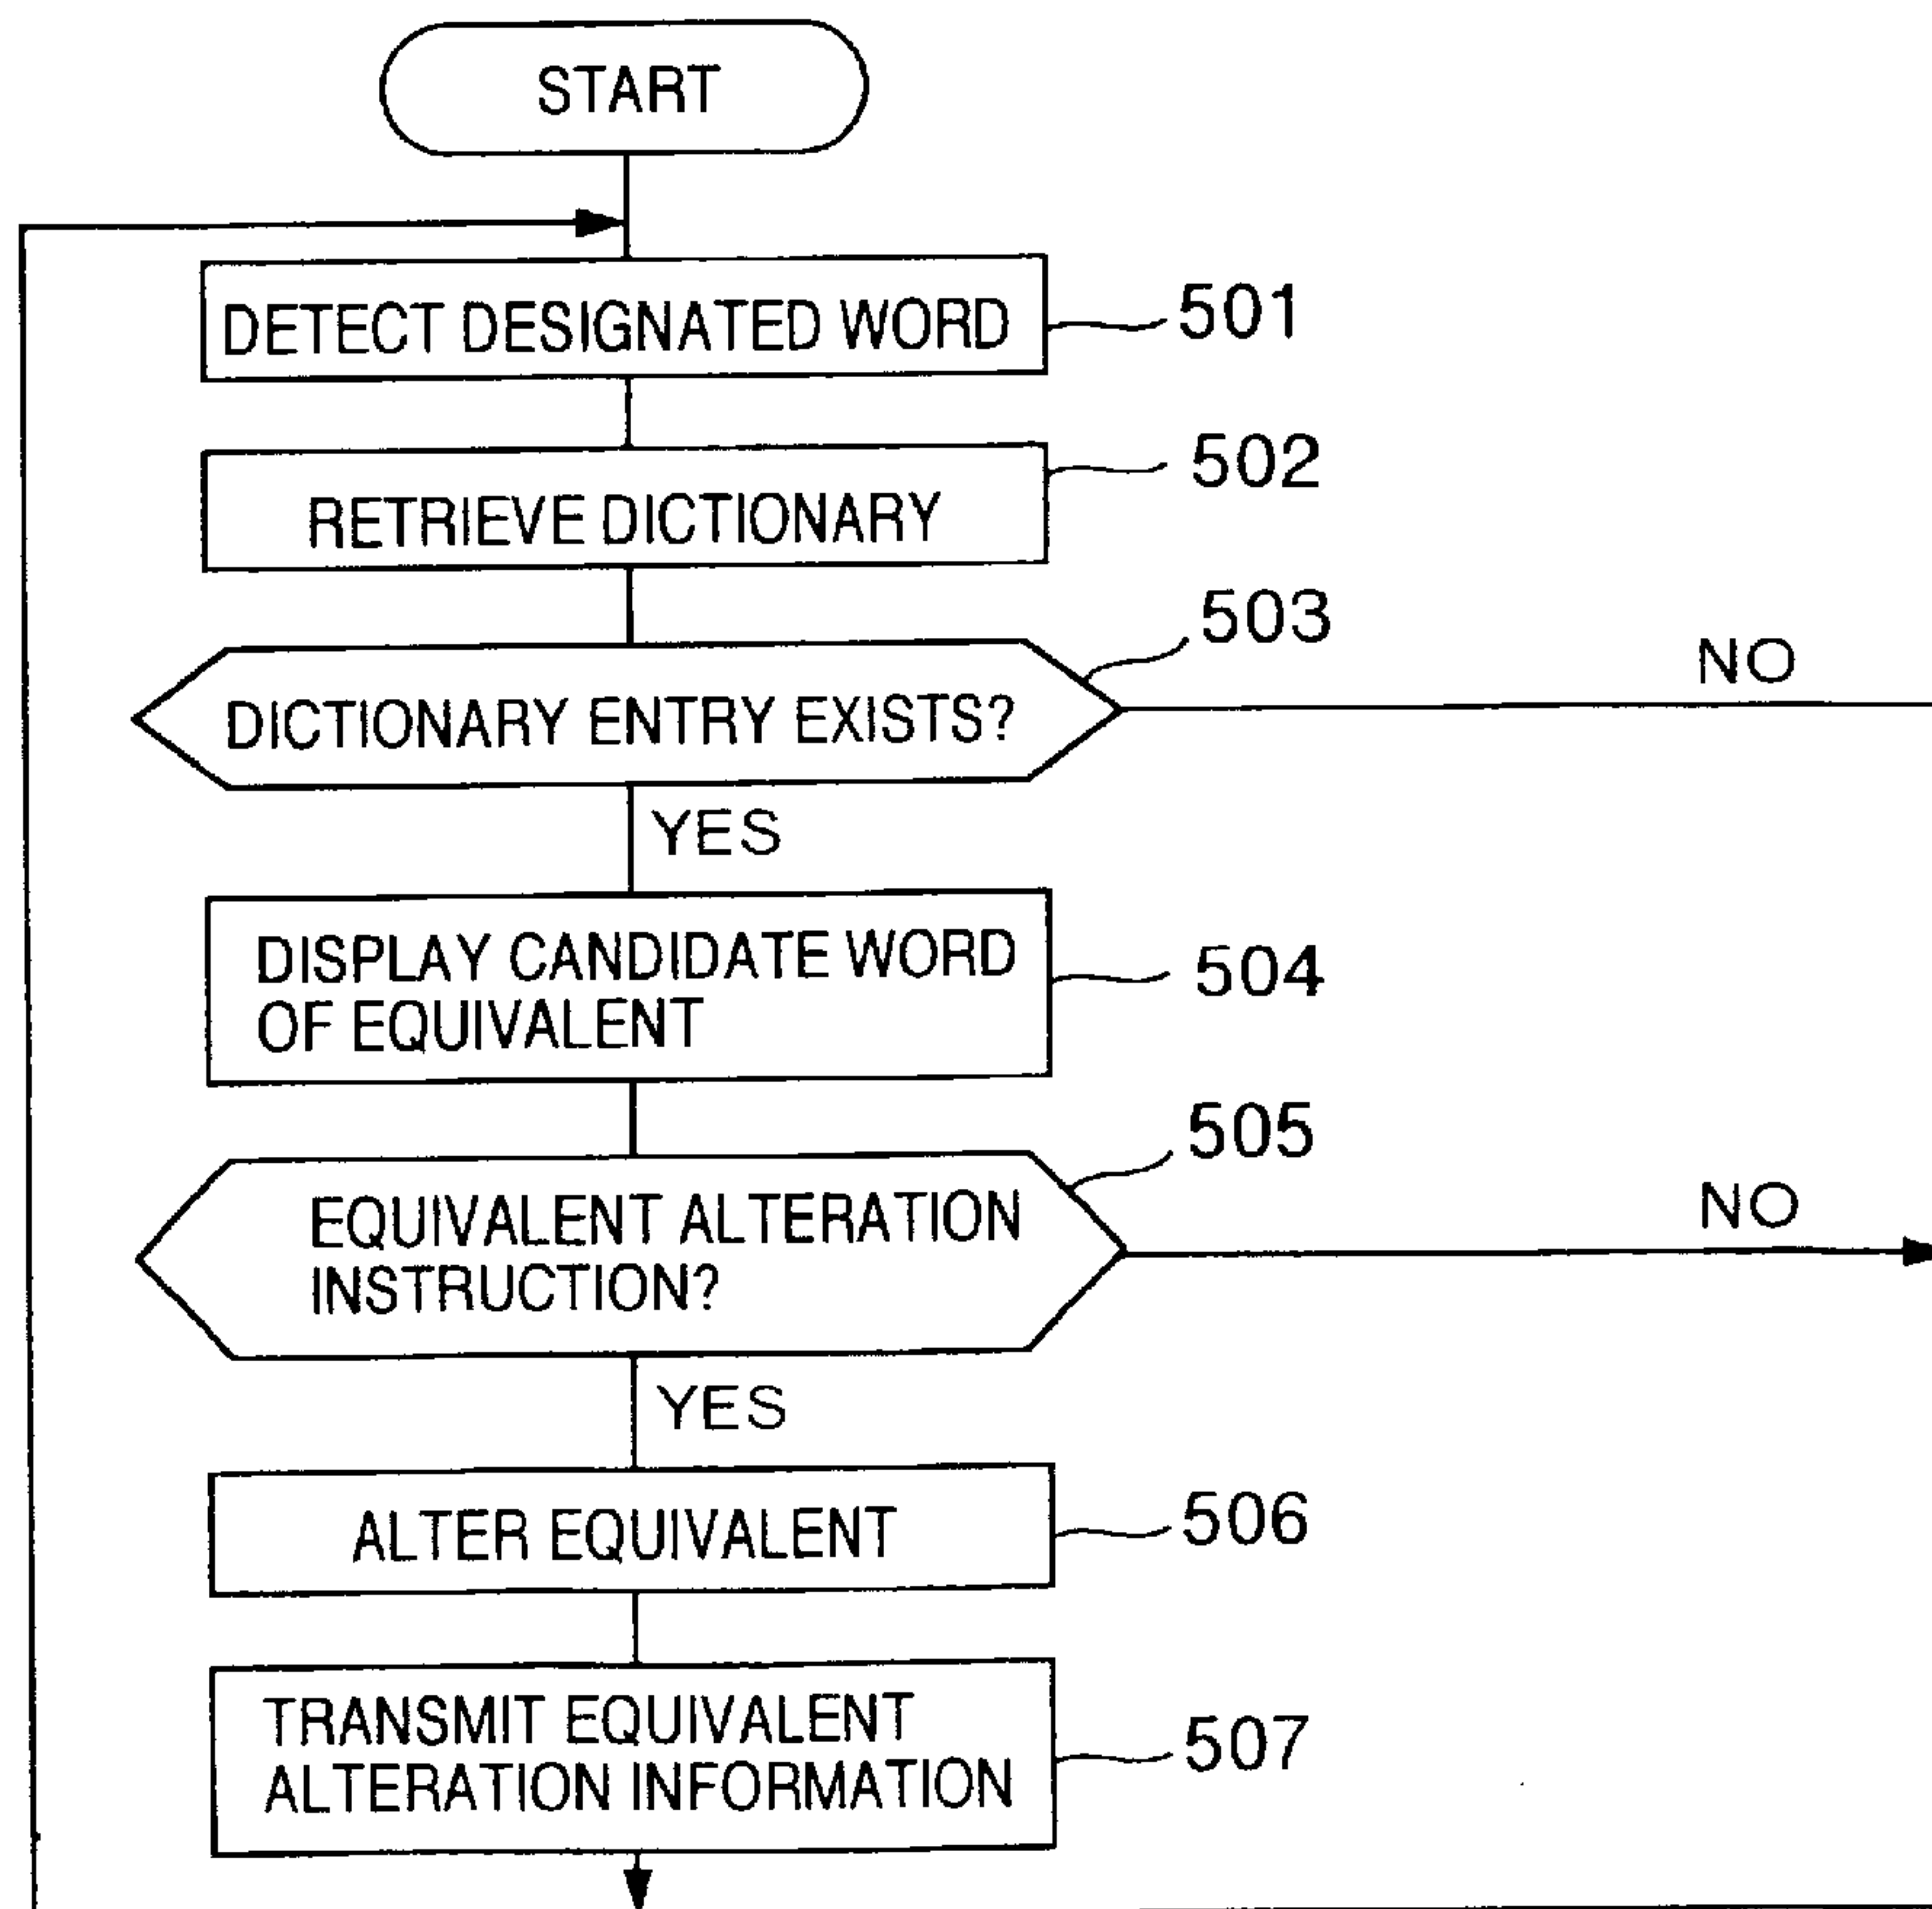 START
DETECT DESIGNATED WORD
501
RETRIEVE DICTIONARY
502
503
DICTIONARY ENTRY EXISTS?
NO
YES
DISPLAY CANDIDATE WORD
OF EQUIVALENT
504
505
EQUIVALENT ALTERATION
INSTRUCTION?
NO
YES
ALTER EQUIVALENT
506
TRANSMIT EQUIVALENT
ALTERATION INFORMATION
507